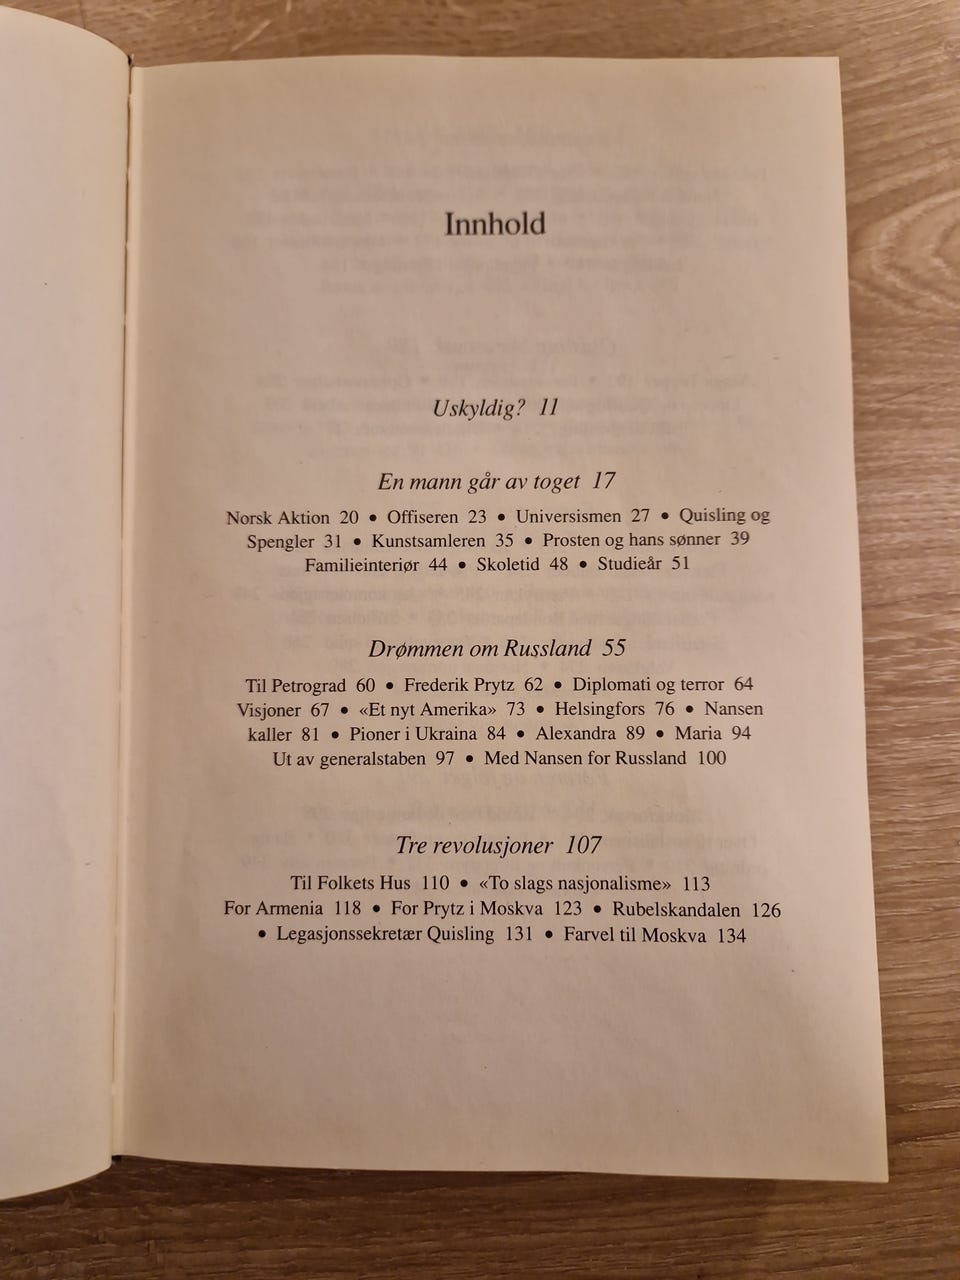 Innhold
Uskyldig? 11
En mann går av toget 17
Norsk Aktion 20 • Offiseren 23 • Universismen 27 • Quisling og
Spengler 31 • Kunstsamleren 35 • Prosten og hans sønner 39
Familieinteriør 44 • Skoletid 48 • Studieår 51
Drømmen om Russland 55
Til Petrograd 60 • Frederik Prytz 62 • Diplomati og terror 64
Visjoner 67 • «Et nyt Amerika» 73 • Helsingfors 76 • Nansen
kaller 81 • Pioner i Ukraina 84 • Alexandra 89 • Maria 94
Ut av generalstaben 97 • Med Nansen for Russland 100
Tre revolusjoner 107
Til Folkets Hus 110 • «To slags nasjonalisme» 113
For Armenia 118 • For Prytz i Moskva 123 • Rubelskandalen 126
• Legasjonssekretær Quisling 131 • Farvel til Moskva 134